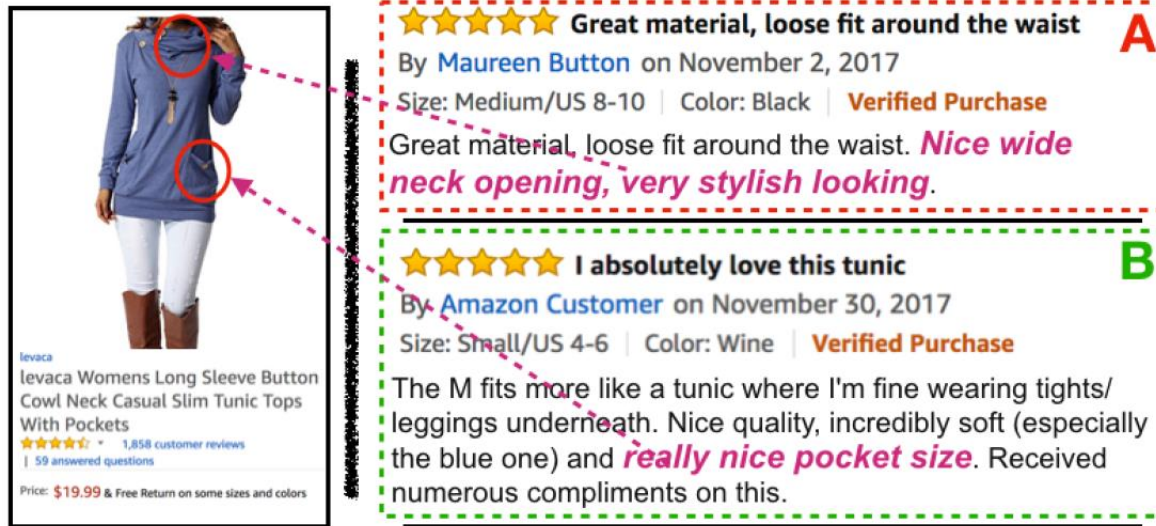 levaca
levaca Womens Long Sleeve Button
Cowl Neck Casual Slim Tunic Tops
With Pockets
1,858 customer reviews
| 59 answered questions
Price: $19.99 & Free Return on some sizes and colors
A
Great material, loose fit around the waist
By Maureen Button on November 2, 2017
Size: Medium/US 8-10 | Color: Black | Verified Purchase
Great material, loose fit around the waist. Nice wide
neck opening, very stylish looking.
B
I absolutely love this tunic
By Amazon Customer on November 30, 2017
Size: Small/US 4-6 | Color: Wine | Verified Purchase
The M fits more like a tunic where I'm fine wearing tights/
leggings underneath. Nice quality, incredibly soft (especially
the blue one) and really nice pocket size. Received
numerous compliments on this.